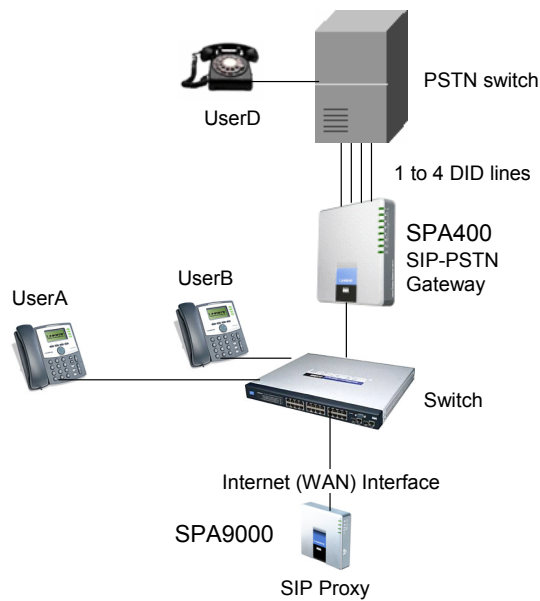 PSTN switch
UserD
1 to 4 DID lines
SPA400
SIP-PSTN
Gateway
UserB
UserA
Switch
Internet (WAN) Interface
SPA9000
SIP Proxy